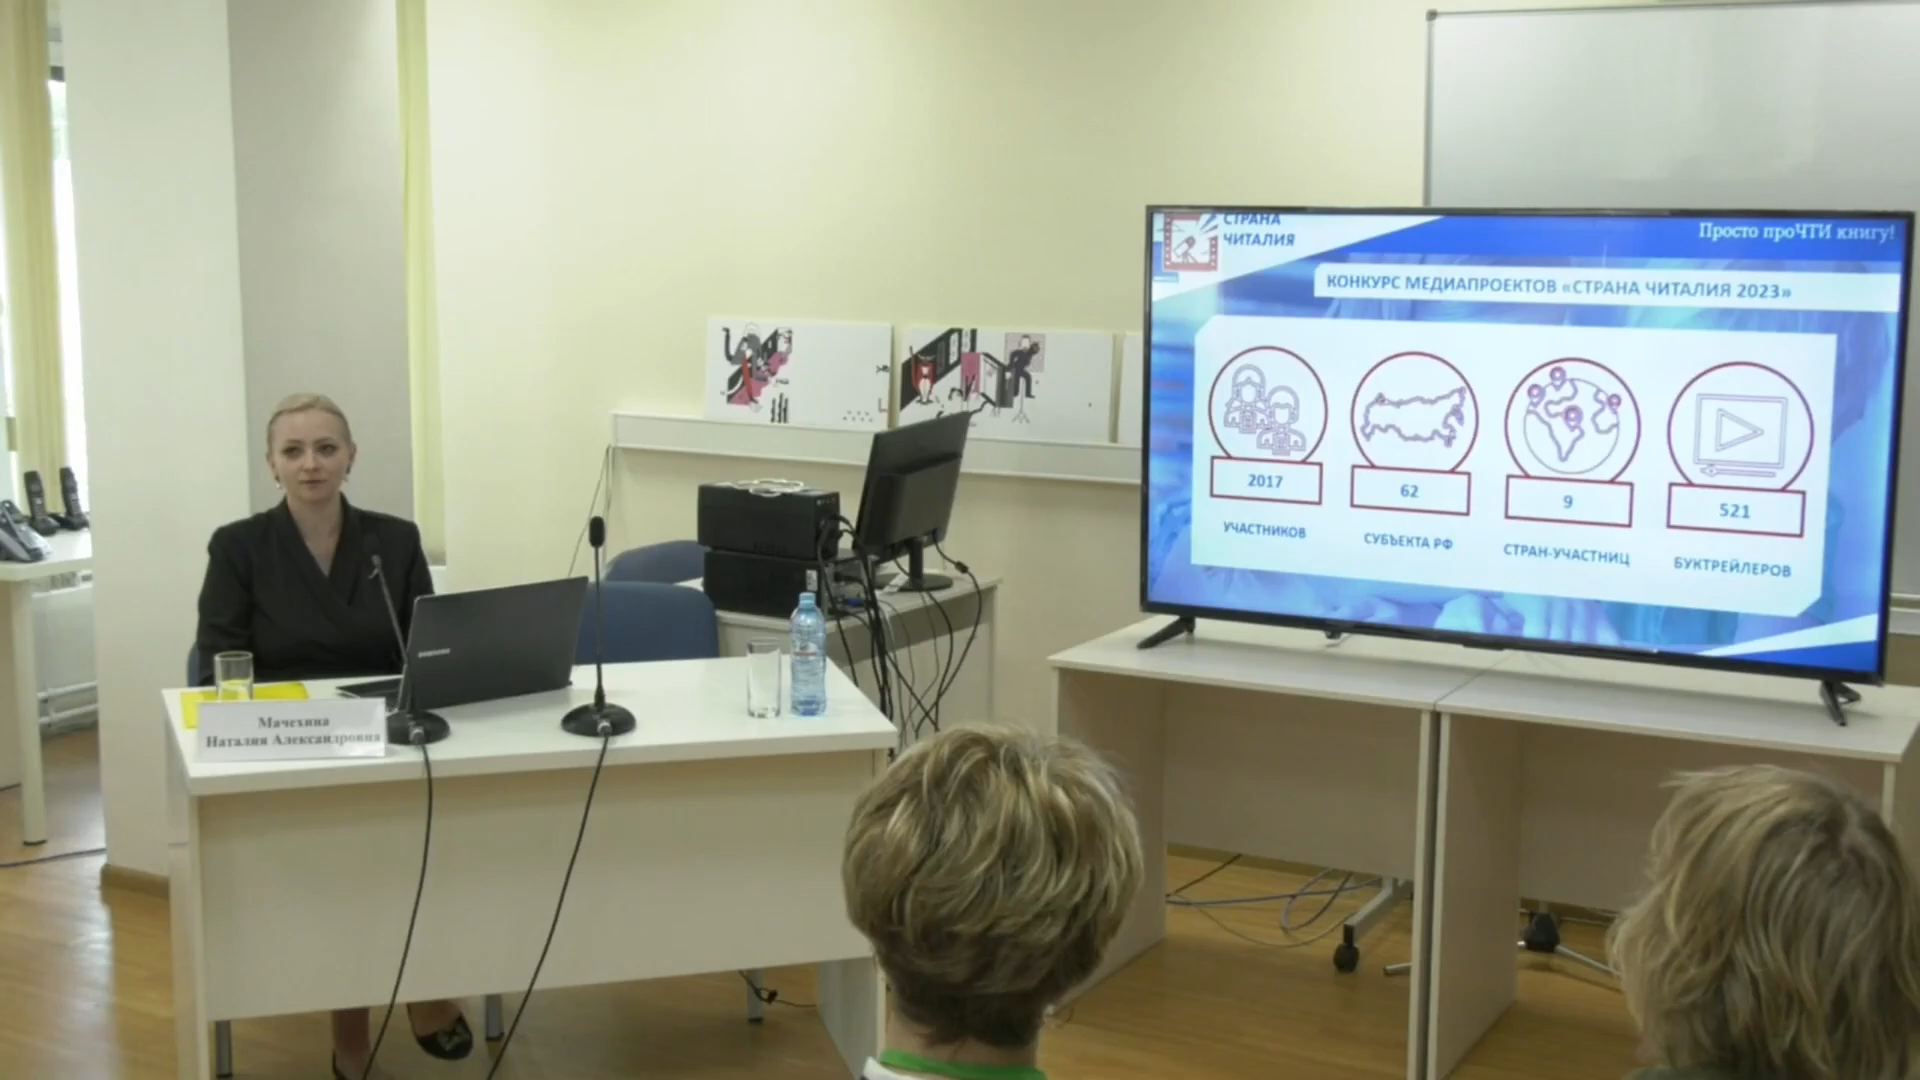 СТРАНА
ЧИТАЛИЯ
Просто проЧТИ книгу!
КОНКУРС МЕДИАПРОЕКТОВ «СТРАНА ЧИТАЛИЯ 2023»
2017
62
9
521
УЧАСТНИКОВ
СУБЪЕКТА РФ
СТРАН-УЧАСТНИЦ
БУКТРЕЙЛЕРОВ
SAMSUNG
Мачехина
Наталия Александровна